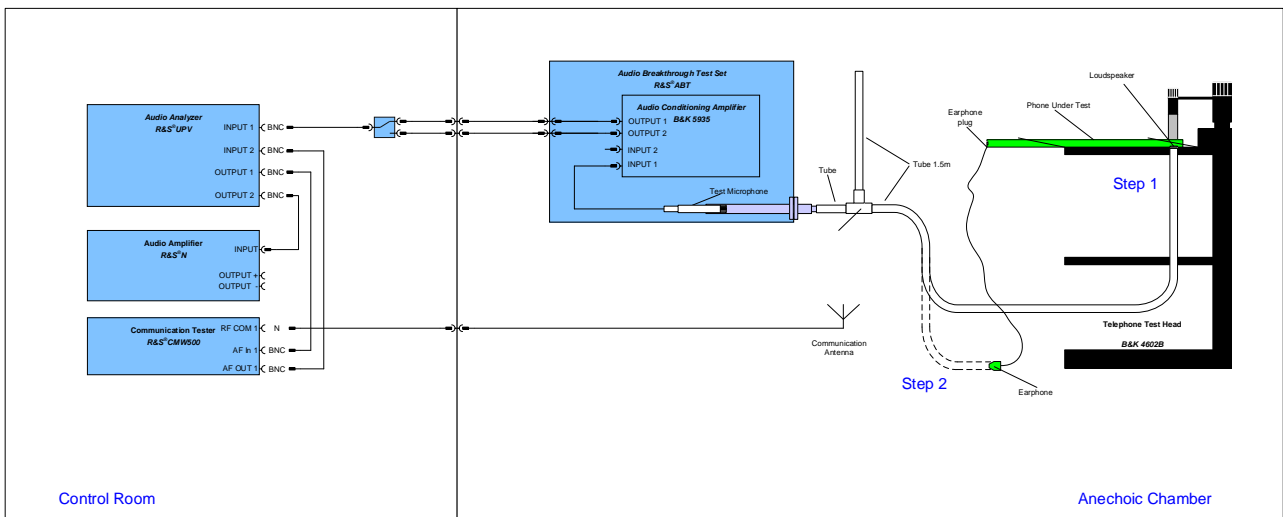 Audio Analyzer
R&S®UPV
INPUT 1
BNC
INPUT 2
BNC
OUTPUT 1
BNC
OUTPUT 2
BNC
Audio Amplifier
R&S®N
INPUT
OUTPUT +
OUTPUT -
Communication Tester
R&S®CMW500
RF COM 1
N
AF In 1
BNC
AF OUT 1
BNC
Control Room
Audio Breakthrough Test Set
R&S®ABT
Audio Conditioning Amplifier
B&K 5935
OUTPUT 1
OUTPUT 2
INPUT 2
INPUT 1
Test Microphone
Tube
Tube 1.5m
Communication
Antenna
Earphone
plug
Loudspeaker
Phone Under Test
Step 1
Step 2
Earphone
Telephone Test Head
B&K 4602B
Anechoic Chamber